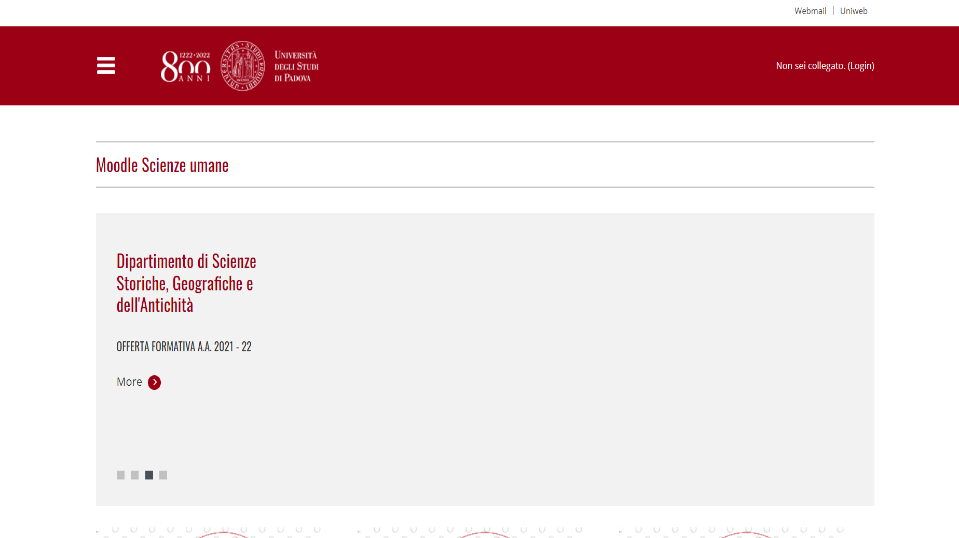 Webmail | Uniweb
800 1222•2022 ANNI
UNIVERSITÀ
DEGLI STUDI
DI PADOVA
Non sei collegato. (Login)
Moodle Scienze umane
Dipartimento di Scienze
Storiche, Geografiche e
dell'Antichità
OFFERTA FORMATIVA A.A. 2021 - 22
More